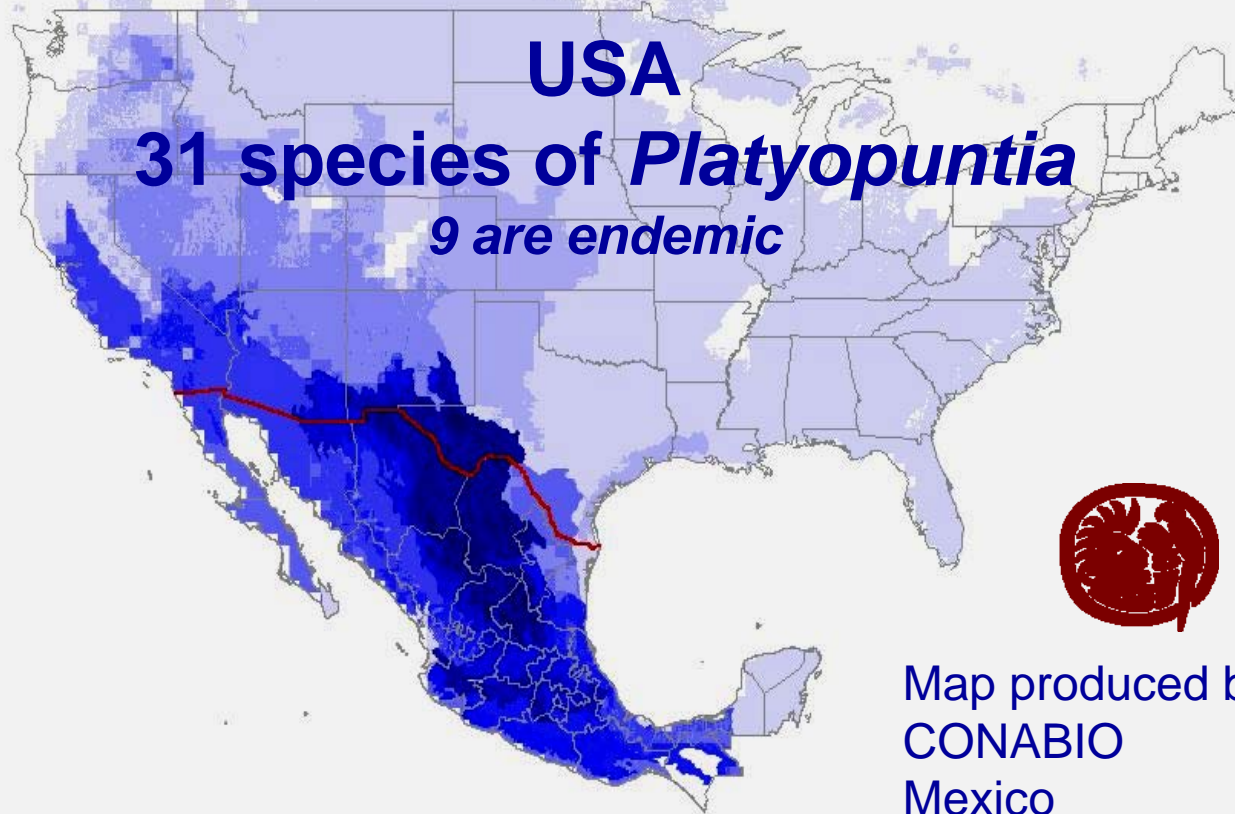 USA
31 species of Platyopuntia
9 are endemic
Map produced b
CONABIO
Mexico